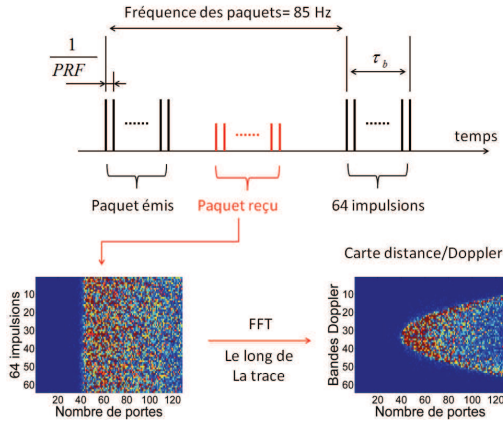 Fréquence des paquets= 85 Hz
1
PRF
τ_b
......
......
......
temps
Paquet émis
Paquet reçu
64 impulsions
Carte distance/Doppler
64 impulsions
10
20
30
40
50
60
20 40 60 80 100 120
Nombre de portes
FFT
Le long de
La trace
Bandes Doppler
10
20
30
40
50
60
20 40 60 80 100 120
Nombre de portes